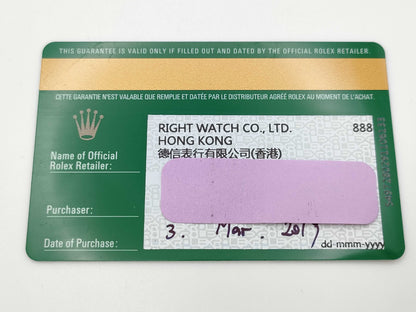 THIS GUARANTEE IS VALID ONLY IF FILLED OUT AND DATED BY THE OFFICIAL ROLEX RETAILER.
CETTE GARANTIE N'EST VALABLE QUE REMPLIE ET DATÉE PAR LE DISTRIBUTEUR AGRÉÉ ROLEX AU MOMENT DE L'ACHAT.
RIGHT WATCH CO., LTD. 888
HONG KONG
德信表行有限公司(香港)
Name of Official
Rolex Retailer:
Purchaser:
Date of Purchase: 3. Mar. 2019
dd-mmm-yyyy